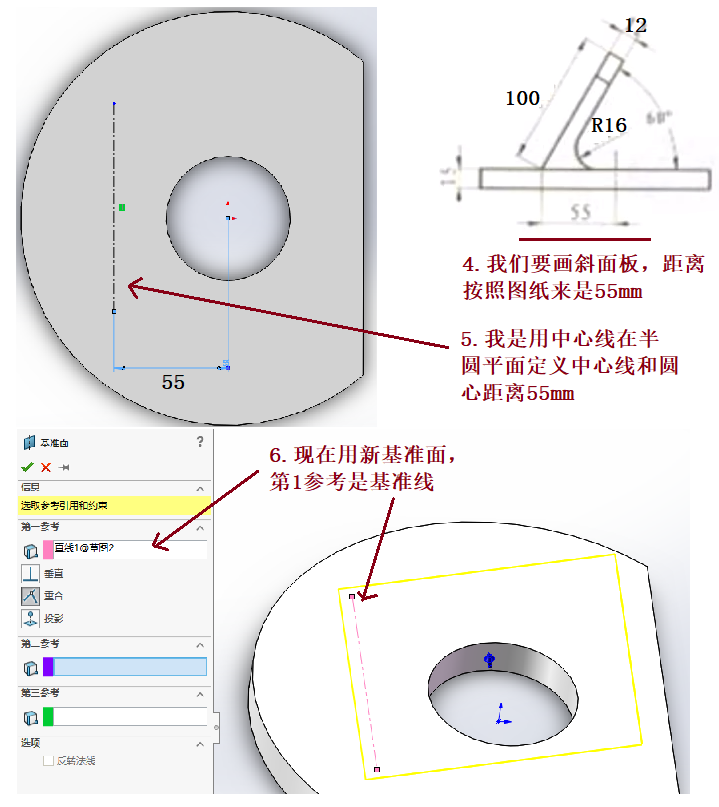 12
100
R16
60°
15
55
55
4.我们要画斜面板，距离
按照图纸来是55mm
5.我是用中心线在半
圆平面定义中心线和圆
心距离55mm
6.现在用新基准面，
第1参考是基准线
基准面
?
信息
选取参考引用和约束
第一参考
直线1@草图2
垂直
重合
投影
第二参考
第三参考
选项
反转法线